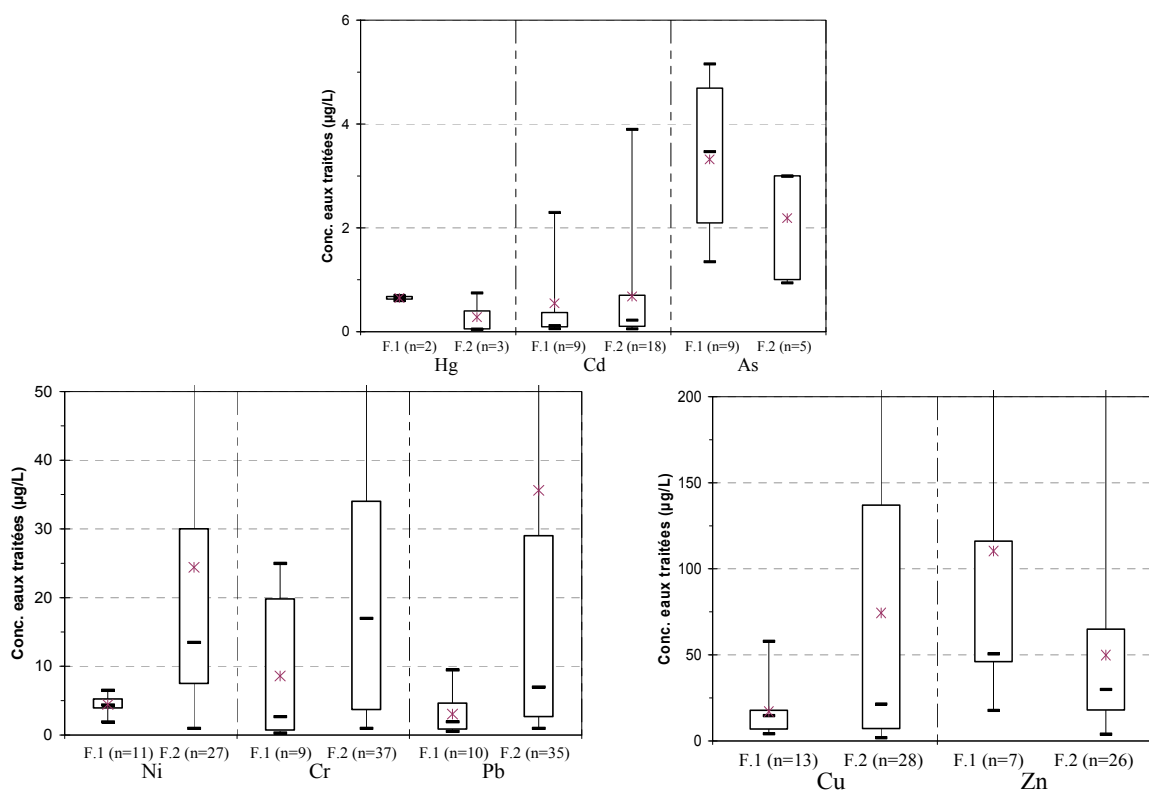 Conc. eaux traitées (µg/L)
6
4
2
0
F.1 (n=2) F.2 (n=3) F.1 (n=9) F.2 (n=18) F.1 (n=9) F.2 (n=5)
Hg Cd As
Conc. eaux traitées (µg/L)
50
40
30
20
10
0
F.1 (n=11) F.2 (n=27) F.1 (n=9) F.2 (n=37) F.1 (n=10) F.2 (n=35)
Ni Cr Pb
Conc. eaux traitées (µg/L)
200
150
100
50
0
F.1 (n=13) F.2 (n=28) F.1 (n=7) F.2 (n=26)
Cu Zn